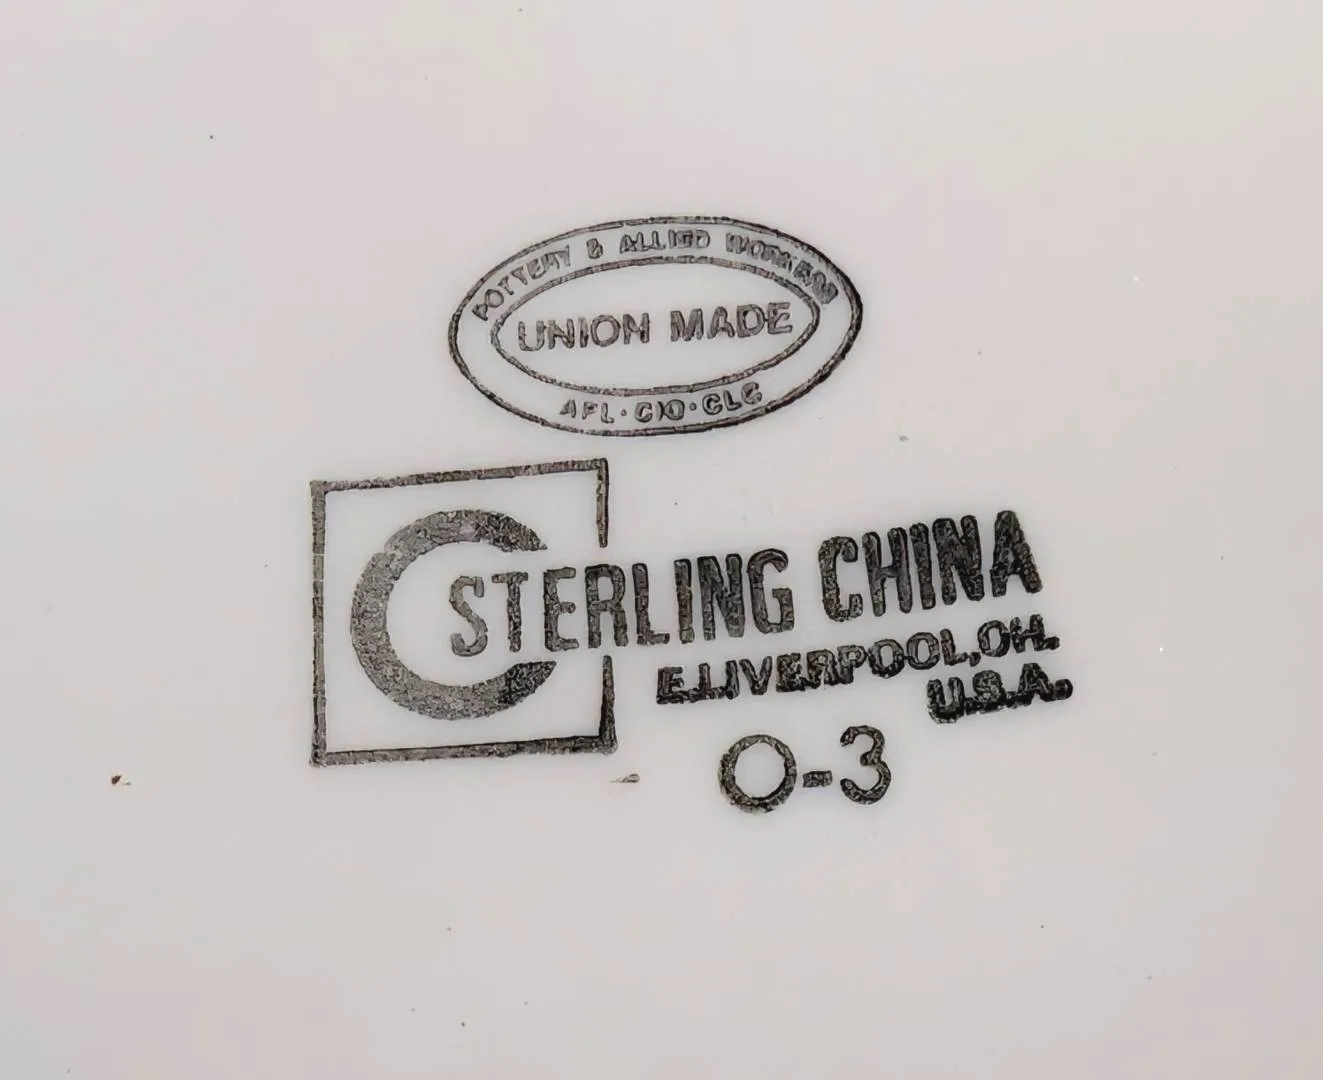 POTTERY & ALLIED WORKERS
UNION MADE
AFL·CIO·CLC
STERLING CHINA
E.LIVERPOOL,OH.
U.S.A.
O-3